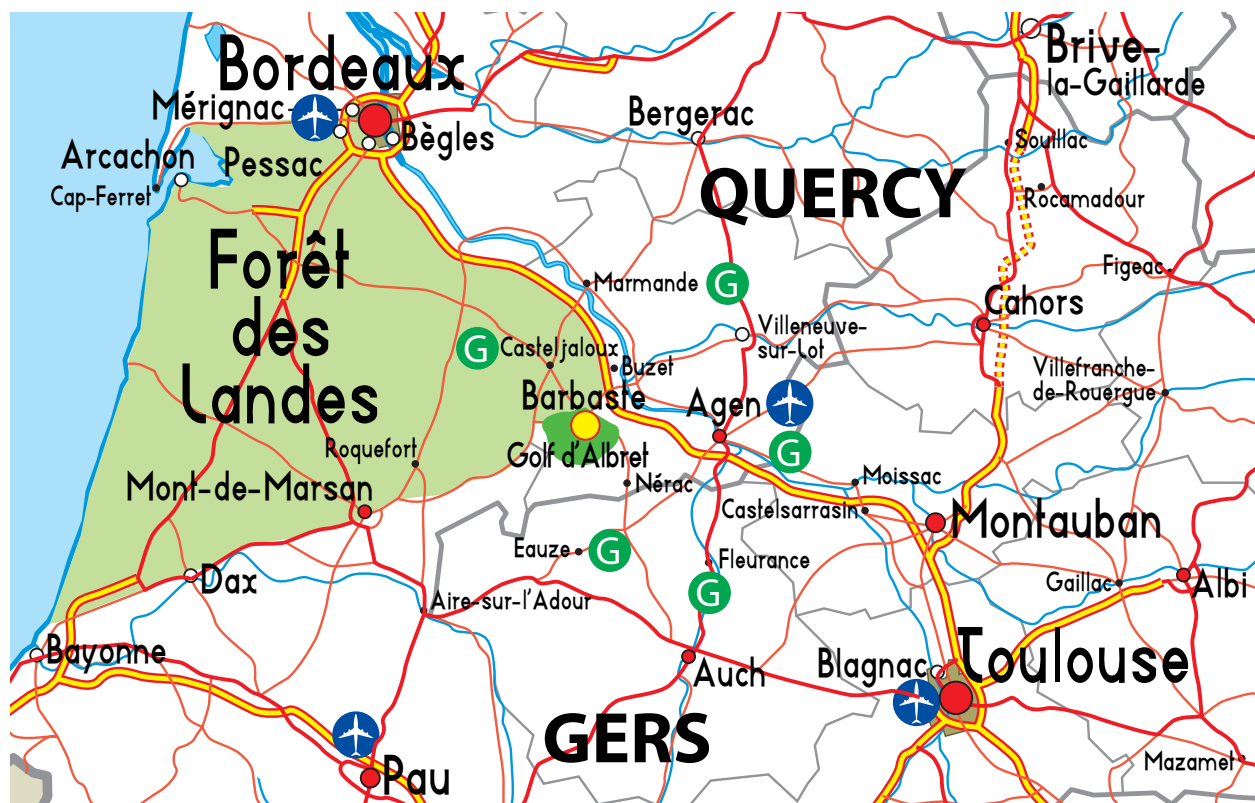 Bordeaux
Brive-
la-Gaillarde
Mérignac
Bergerac
Bègles
Souillac
Arcachon
Pessac
Cap-Ferret
QUERCY
Rocamadour
Forêt
des
Landes
Figeac
G
Marmande
Cahors
Villeneuve-
sur-Lot
G
Casteljaloux
Buzet
Villefranche-
de-Rouergue
Barbaste
Agen
Golf d'Albret
G
Roquefort
Moissac
Nérac
Mont-de-Marsan
Castelsarrasin
Montauban
Eauze
G
Fleurance
Dax
Gaillac
Albi
G
Aire-sur-l'Adour
Bayonne
Blagnac
Toulouse
Auch
GERS
Mazamet
Pau